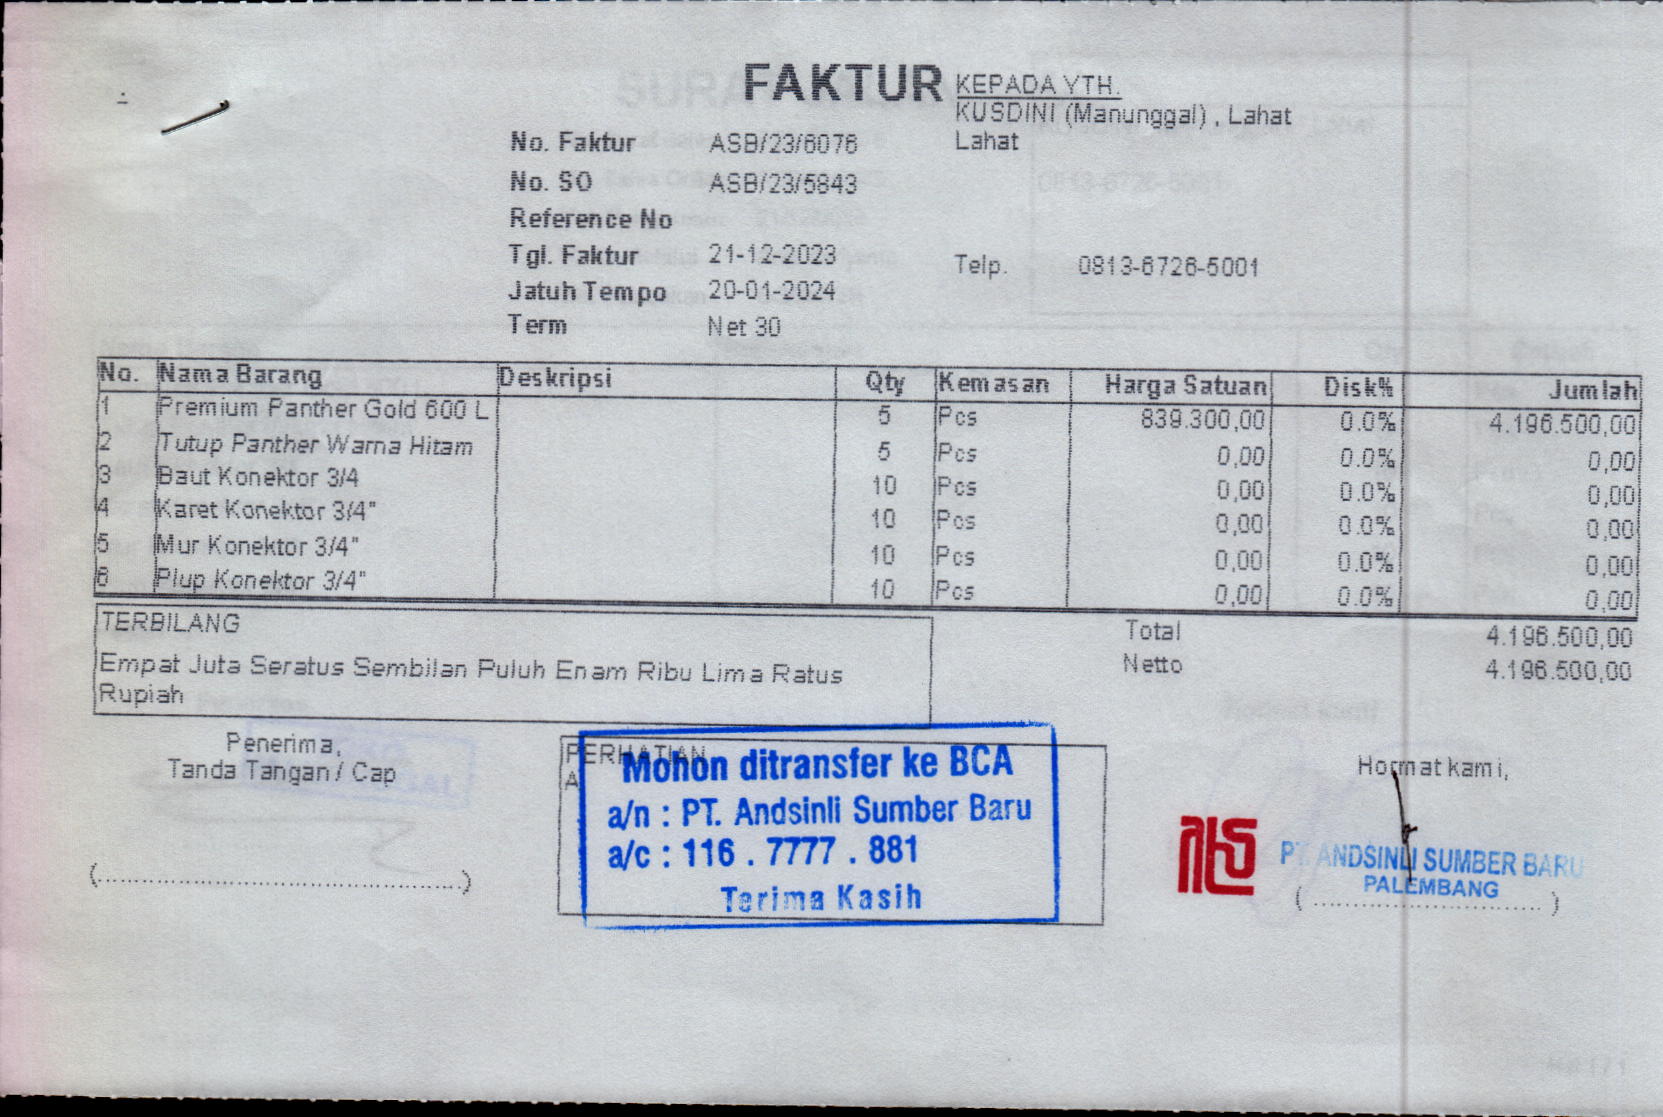 FAKTUR
KEPADA YTH.
KUSDINI (Manunggal) , Lahat
Lahat
No. Faktur ASB/23/6076
No. SO ASB/23/5843
Reference No
Tgl. Faktur 21-12-2023
Telp. 0813-6726-5001
Jatuh Tempo 20-01-2024
Term Net 30
No. Nama Barang Deskripsi Qty Kemasan Harga Satuan Disk% Jumlah
1 Premium Panther Gold 600 L 5 Pcs 839.300,00 0.0% 4.196.500,00
2 Tutup Panther Warna Hitam 5 Pcs 0,00 0.0% 0,00
3 Baut Konektor 3/4 10 Pcs 0,00 0.0% 0,00
4 Karet Konektor 3/4" 10 Pcs 0,00 0.0% 0,00
5 Mur Konektor 3/4" 10 Pcs 0,00 0.0% 0,00
6 Plup Konektor 3/4" 10 Pcs 0,00 0.0% 0,00
TERBILANG
Empat Juta Seratus Sembilan Puluh Enam Ribu Lima Ratus
Rupiah
Total 4.196.500,00
Netto 4.196.500,00
Penerima,
Tanda Tangan / Cap
PERHATIAN
A
Mohon ditransfer ke BCA
a/n : PT. Andsinli Sumber Baru
a/c : 116 . 7777 . 881
Terima Kasih
Hormat kami,
PT. ANDSINLI SUMBER BARU
PALEMBANG